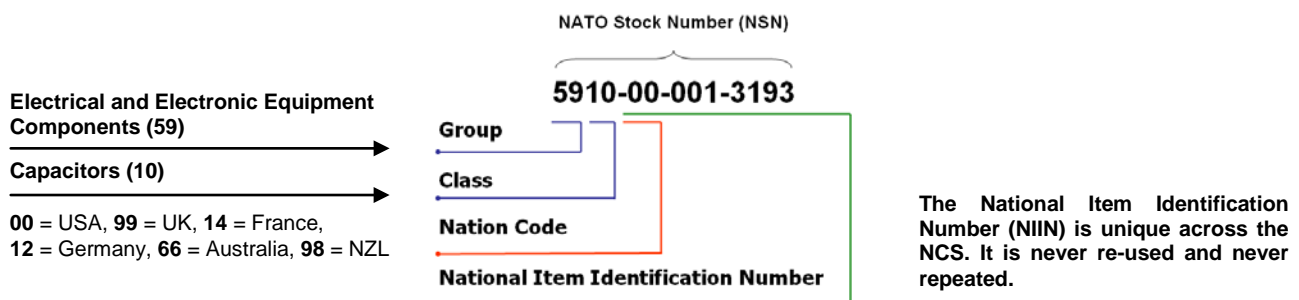 NATO Stock Number (NSN)
5910-00-001-3193
Electrical and Electronic Equipment
Components (59)
Group
Capacitors (10)
Class
00 = USA, 99 = UK, 14 = France,
12 = Germany, 66 = Australia, 98 = NZL
Nation Code
National Item Identification Number
The National Item Identification
Number (NIIN) is unique across the
NCS. It is never re-used and never
repeated.